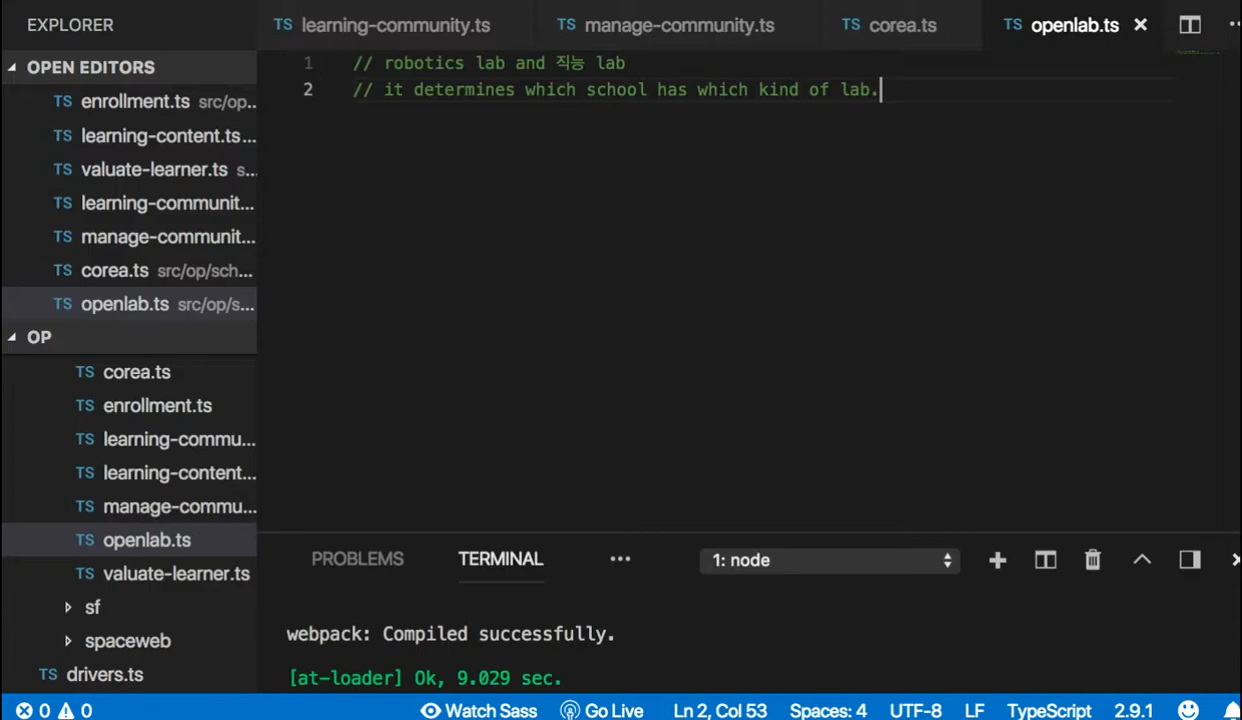 EXPLORER
OPEN EDITORS
TS enrollment.ts src/op...
TS learning-content.ts...
TS valuate-learner.ts s...
TS learning-communit...
TS manage-communit...
TS corea.ts src/op/sch...
TS openlab.ts src/op/s...
OP
TS corea.ts
TS enrollment.ts
TS learning-commu...
TS learning-content...
TS manage-commu...
TS openlab.ts
TS valuate-learner.ts
sf
spaceweb
TS drivers.ts
TS learning-community.ts TS manage-community.ts TS corea.ts TS openlab.ts
1 // robotics lab and 직능 lab
2 // it determines which school has which kind of lab.
PROBLEMS TERMINAL ... 1: node
webpack: Compiled successfully.
[at-loader] Ok, 9.029 sec.
0 0 Watch Sass Go Live Ln 2, Col 53 Spaces: 4 UTF-8 LF TypeScript 2.9.1